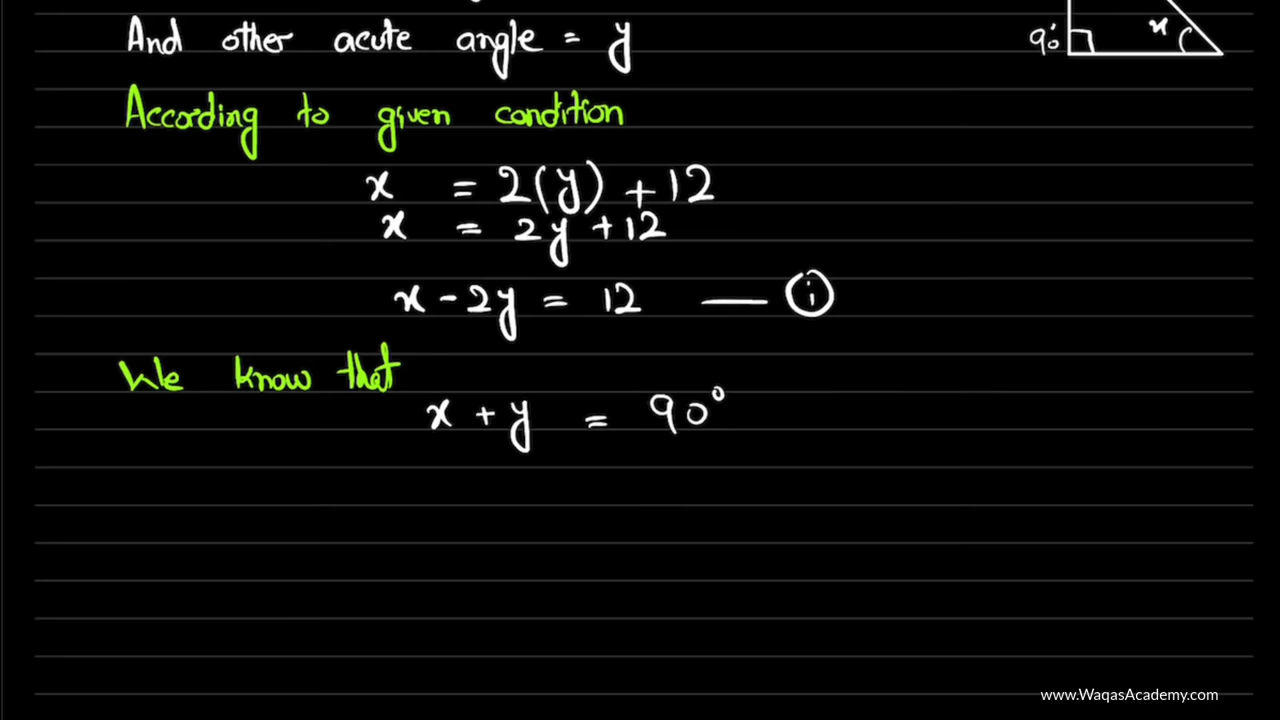 And other acute angle = y
90°
x
According to given condition
x = 2(y) + 12
x = 2y + 12
x - 2y = 12 — i
We know that
x + y = 90°
www.WaqasAcademy.com